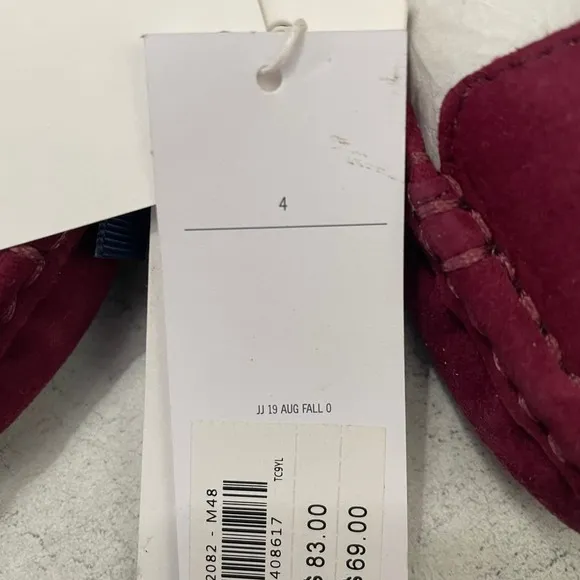 4
JJ 19 AUG FALL 0
TC9YL
2082 - M48
408617
$ 83.00
$ 69.00